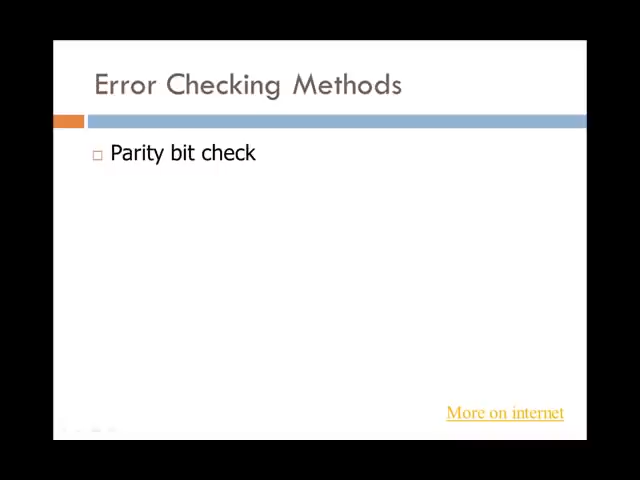 Error Checking Methods
Parity bit check
More on internet